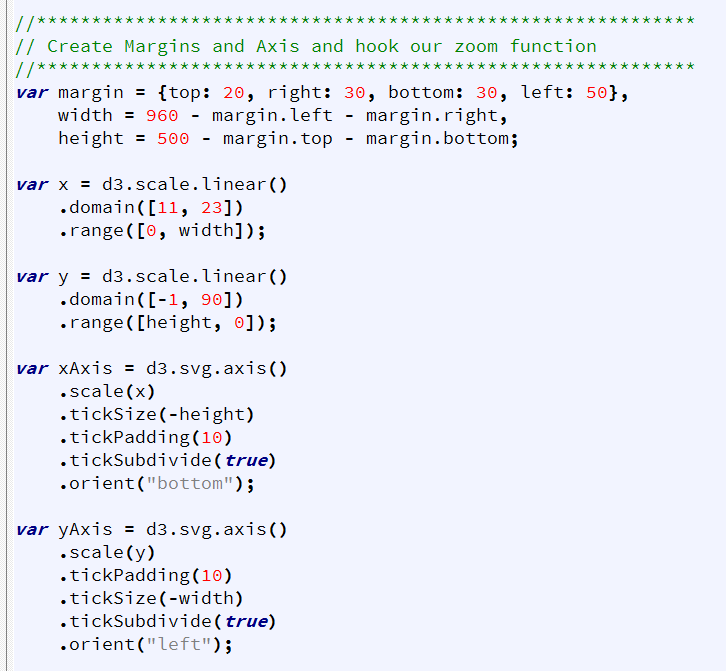 //************************************************************
// Create Margins and Axis and hook our zoom function
//************************************************************
var margin = {top: 20, right: 30, bottom: 30, left: 50},
    width = 960 - margin.left - margin.right,
    height = 500 - margin.top - margin.bottom;

var x = d3.scale.linear()
    .domain([11, 23])
    .range([0, width]);

var y = d3.scale.linear()
    .domain([-1, 90])
    .range([height, 0]);

var xAxis = d3.svg.axis()
    .scale(x)
    .tickSize(-height)
    .tickPadding(10)
    .tickSubdivide(true)
    .orient("bottom");

var yAxis = d3.svg.axis()
    .scale(y)
    .tickPadding(10)
    .tickSize(-width)
    .tickSubdivide(true)
    .orient("left");